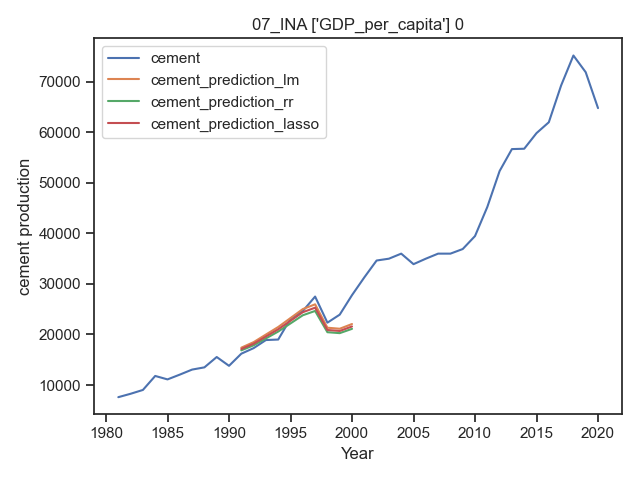 07_INA ['GDP_per_capita'] 0
cement
cement_prediction_lm
cement_prediction_rr
cement_prediction_lasso
cement production
70000
60000
50000
40000
30000
20000
10000
1980 1985 1990 1995 2000 2005 2010 2015 2020
Year